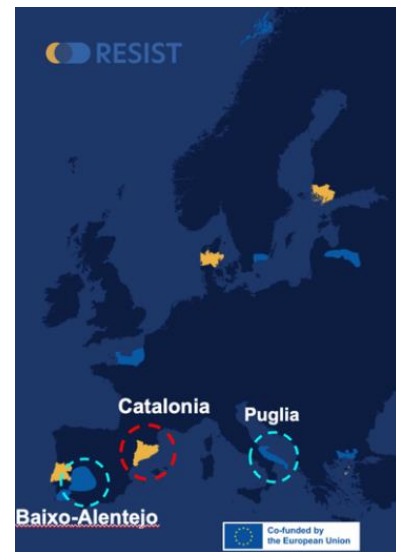 RESIST
Catalonia
Puglia
Baixo-Alentejo
Co-funded by
the European Union